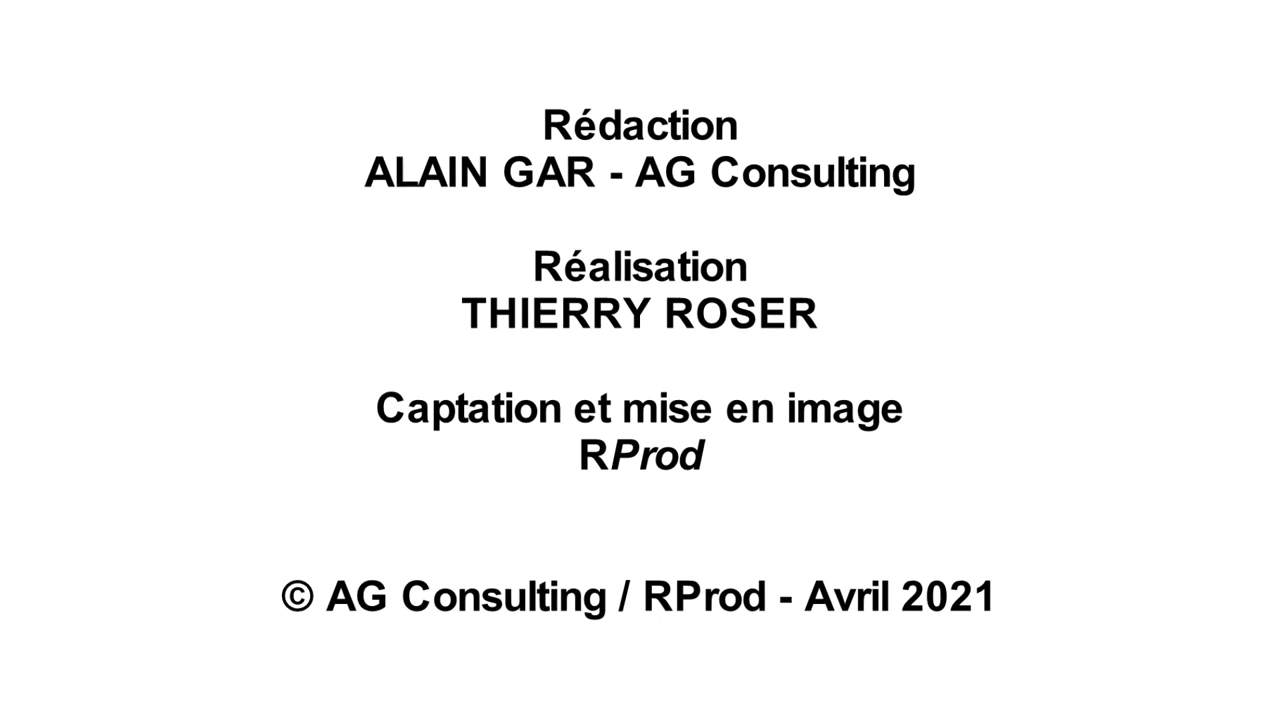 Rédaction
ALAIN GAR - AG Consulting
Réalisation
THIERRY ROSER
Captation et mise en image
RProd
© AG Consulting / RProd - Avril 2021